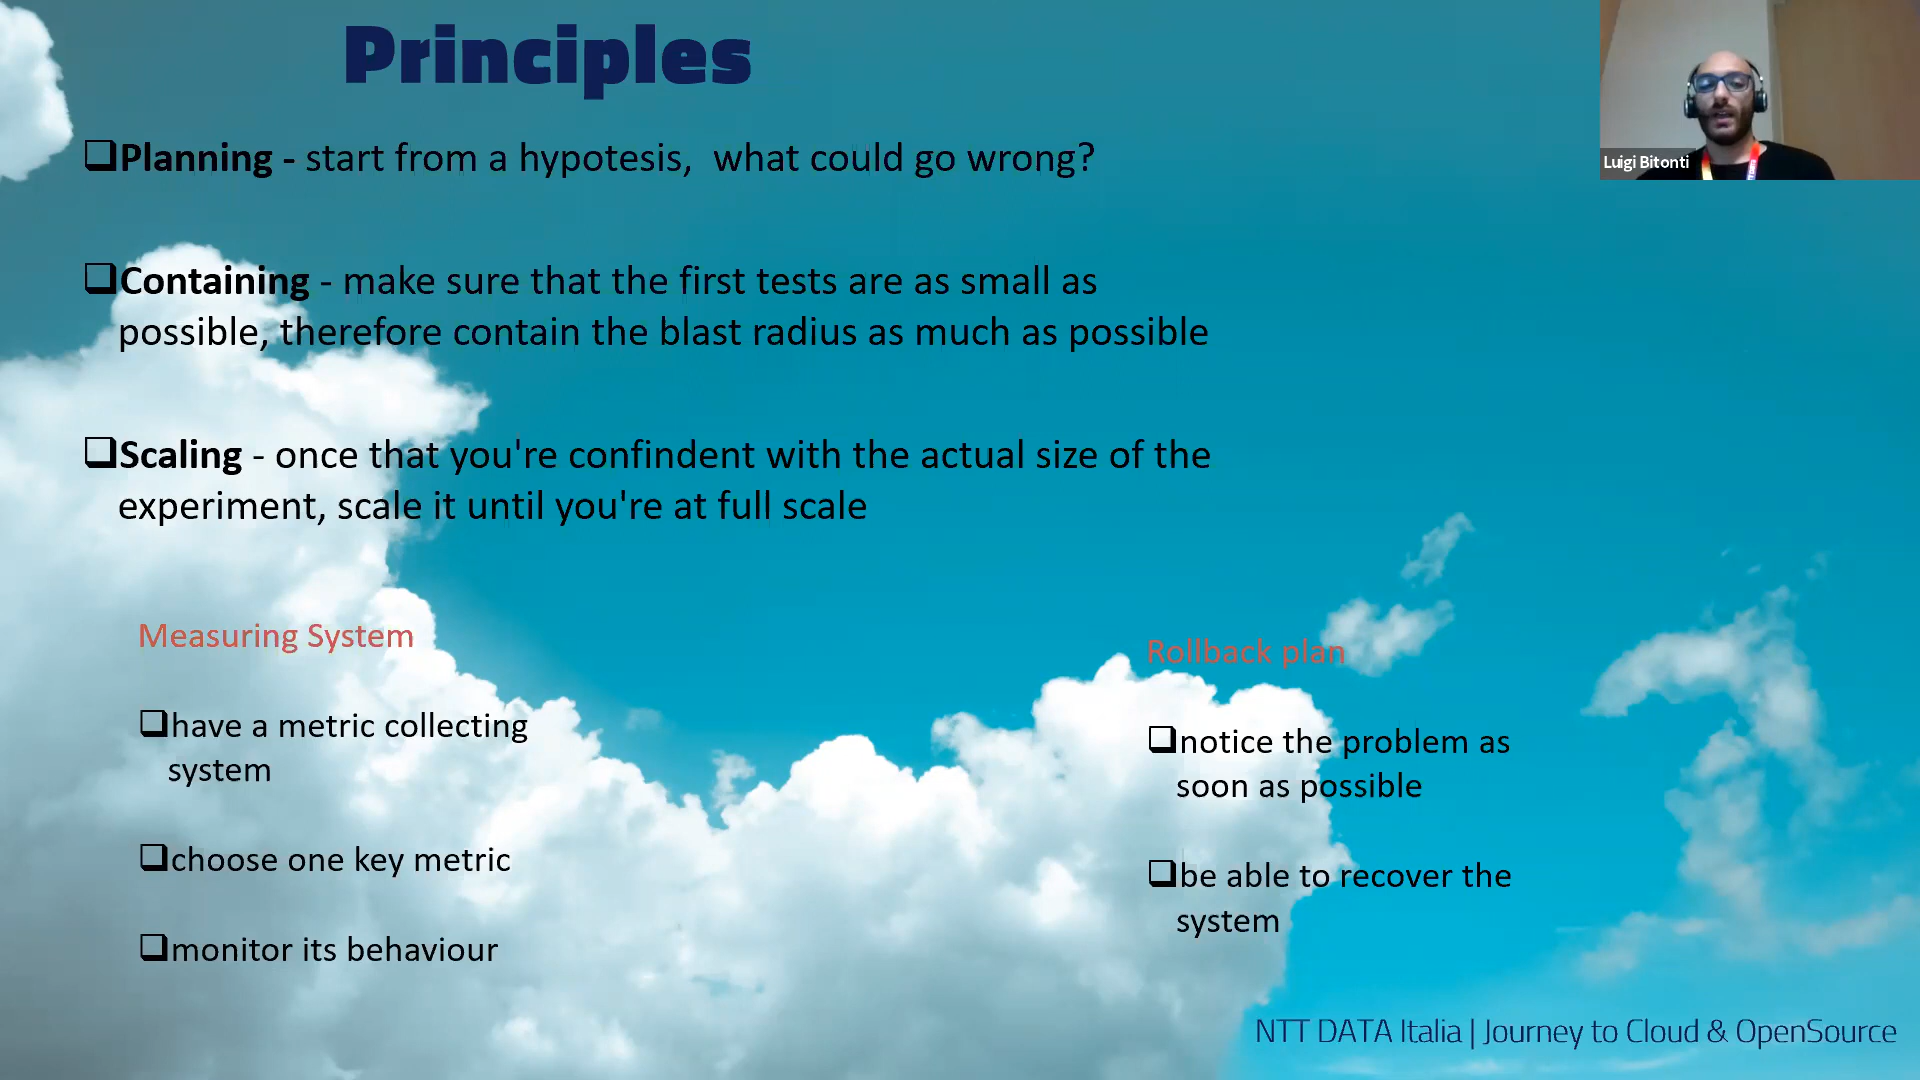 Principles
Planning - start from a hypotesis, what could go wrong?
Containing - make sure that the first tests are as small as
possible, therefore contain the blast radius as much as possible
Scaling - once that you're confindent with the actual size of the
experiment, scale it until you're at full scale
Measuring System
have a metric collecting
system
choose one key metric
monitor its behaviour
Rollback plan
notice the problem as
soon as possible
be able to recover the
system
Luigi Bitonti
NTT DATA Italia | Journey to Cloud & OpenSource